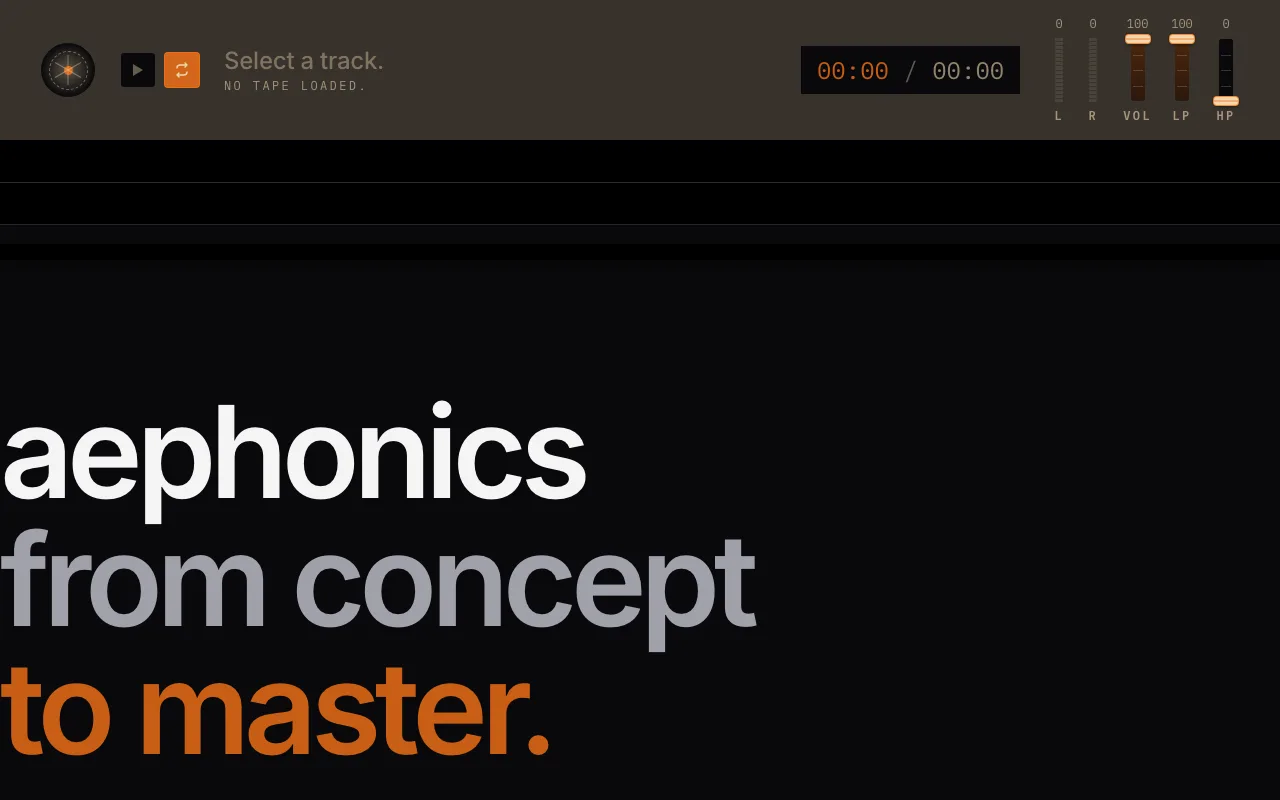 0 0 100 100 0
Select a track.
NO TAPE LOADED.
00:00 / 00:00
L R VOL LP HP
aephonics
from concept
to master.